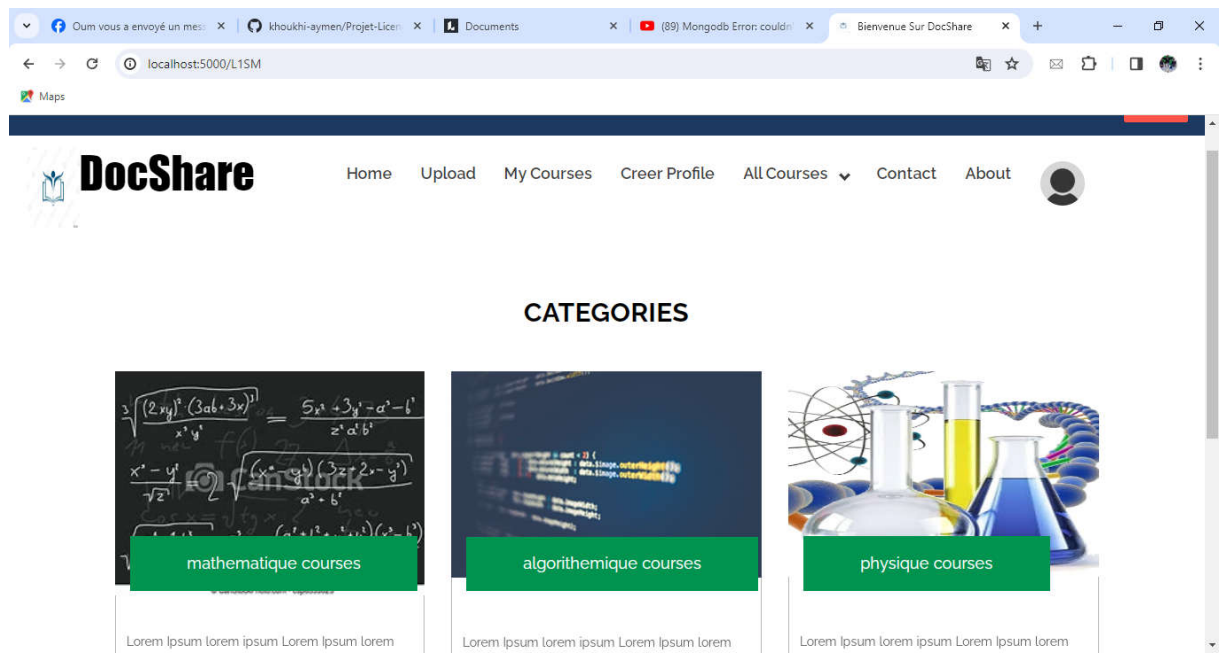 Oum vous a envoyé un mes
khoukhi-aymen/Projet-Licen
Documents
(89) Mongodb Error: couldn'
Bienvenue Sur DocShare
localhost:5000/L1SM
Maps
DocShare
Home
Upload
My Courses
Creer Profile
All Courses
Contact
About
CATEGORIES
CanStock
mathematique courses
algorithemique courses
physique courses
Lorem Ipsum lorem ipsum Lorem Ipsum lorem
Lorem Ipsum lorem ipsum Lorem Ipsum lorem
Lorem Ipsum lorem ipsum Lorem Ipsum lorem